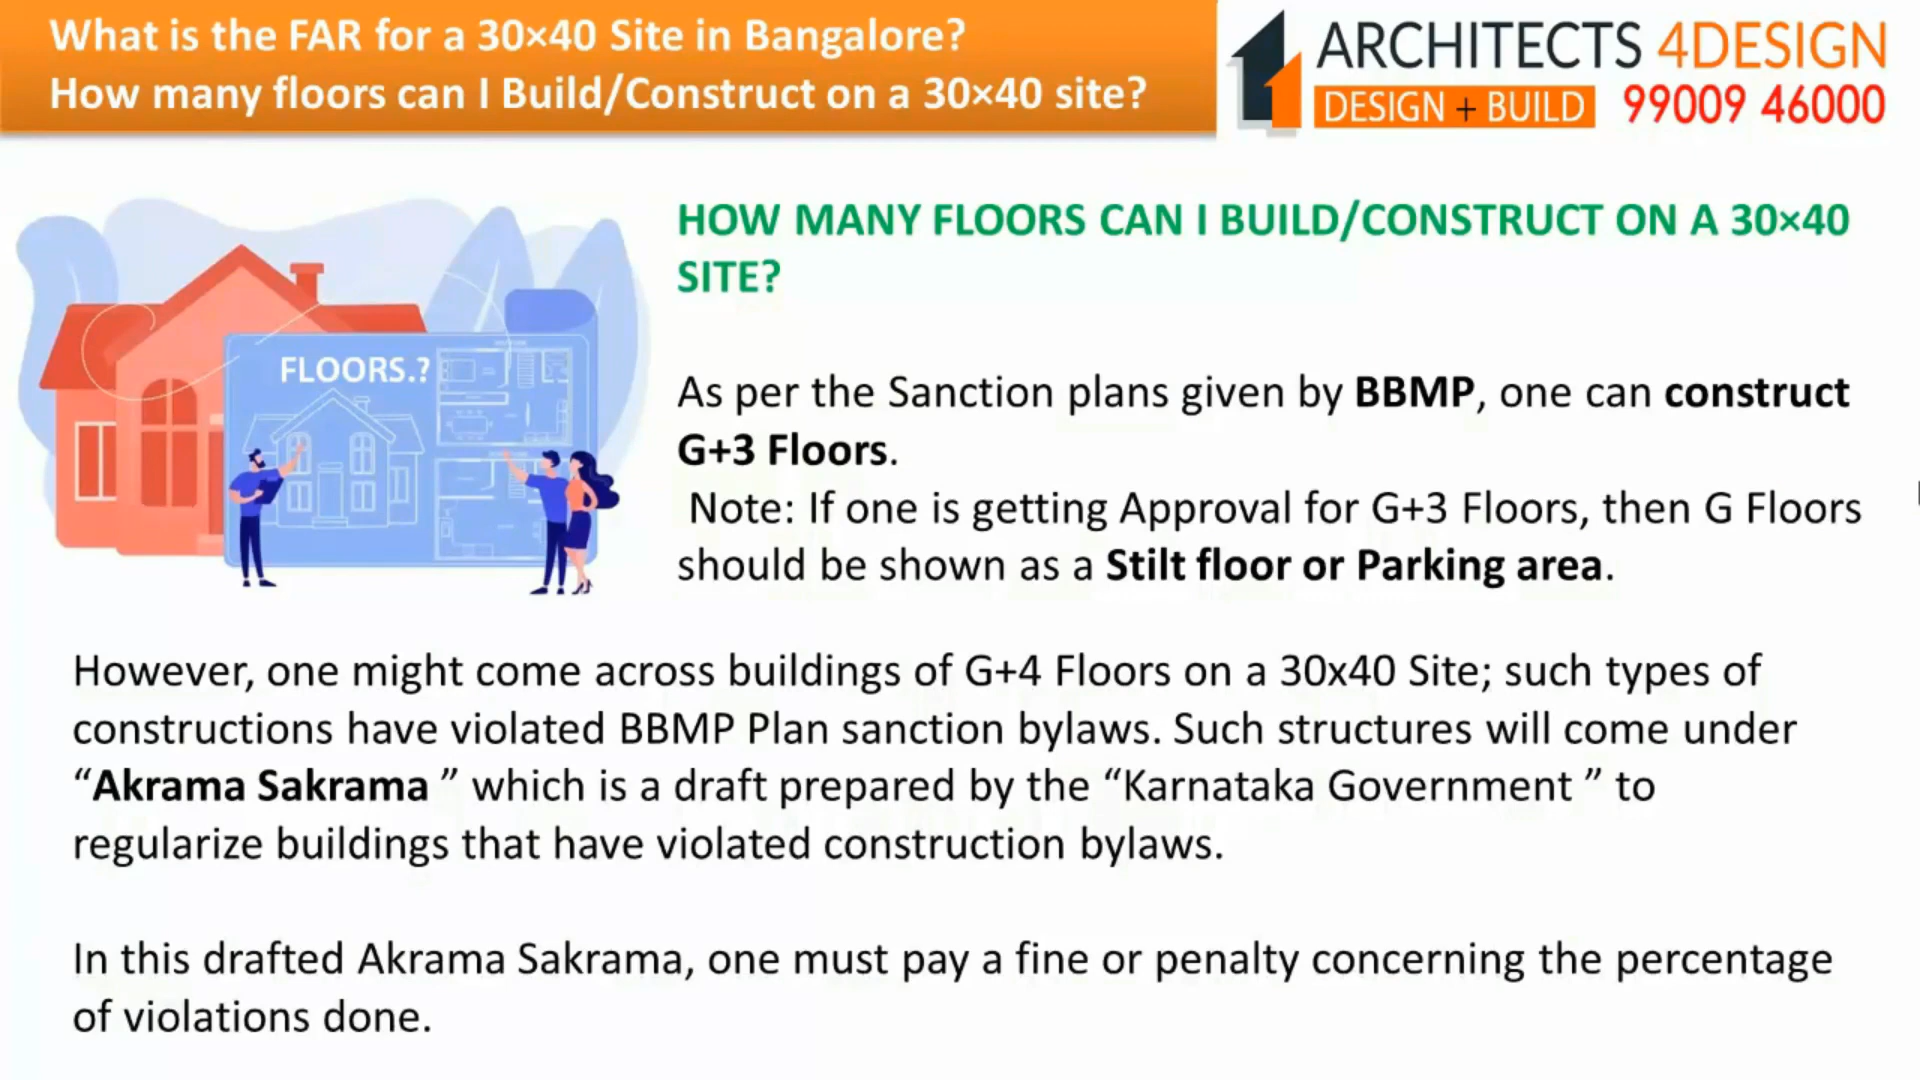 What is the FAR for a 30×40 Site in Bangalore?
How many floors can I Build/Construct on a 30×40 site?
ARCHITECTS 4DESIGN
DESIGN + BUILD 99009 46000
HOW MANY FLOORS CAN I BUILD/CONSTRUCT ON A 30×40
SITE?
FLOORS.?
As per the Sanction plans given by BBMP, one can construct
G+3 Floors.
Note: If one is getting Approval for G+3 Floors, then G Floors
should be shown as a Stilt floor or Parking area.
However, one might come across buildings of G+4 Floors on a 30x40 Site; such types of
constructions have violated BBMP Plan sanction bylaws. Such structures will come under
“Akrama Sakrama ” which is a draft prepared by the “Karnataka Government ” to
regularize buildings that have violated construction bylaws.
In this drafted Akrama Sakrama, one must pay a fine or penalty concerning the percentage
of violations done.